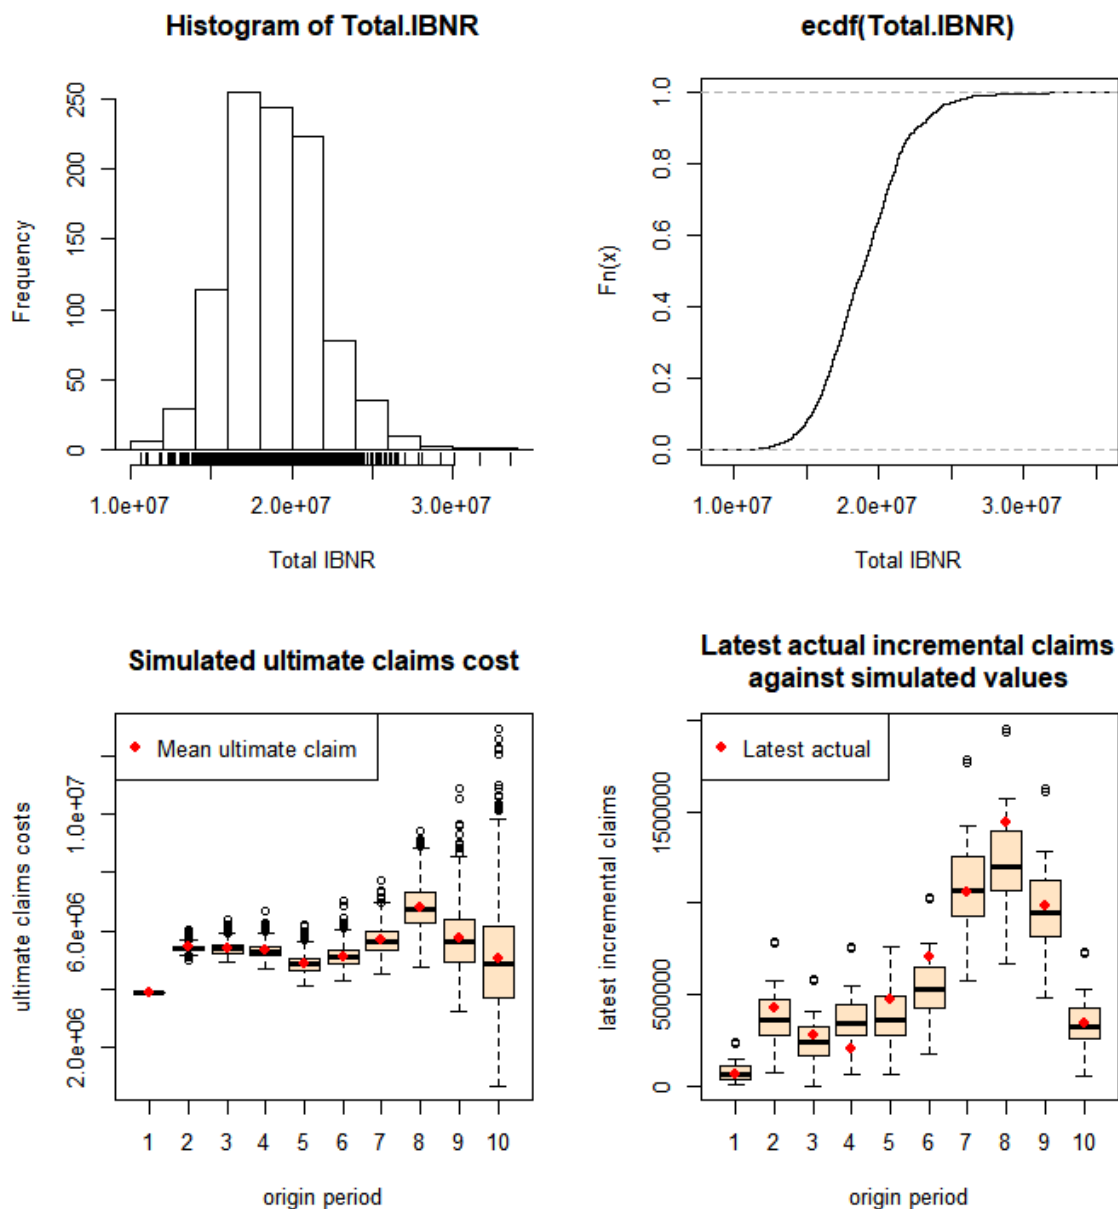 Histogram of Total.IBNR
Frequency
250
200
150
100
50
0
1.0e+07 2.0e+07 3.0e+07
Total IBNR
ecdf(Total.IBNR)
Fn(x)
1.0
0.8
0.6
0.4
0.2
0.0
1.0e+07 2.0e+07 3.0e+07
Total IBNR
Simulated ultimate claims cost
Mean ultimate claim
ultimate claims costs
1.0e+07
6.0e+06
2.0e+06
1 2 3 4 5 6 7 8 9 10
origin period
Latest actual incremental claims
against simulated values
Latest actual
latest incremental claims
1500000
500000
0
1 2 3 4 5 6 7 8 9 10
origin period